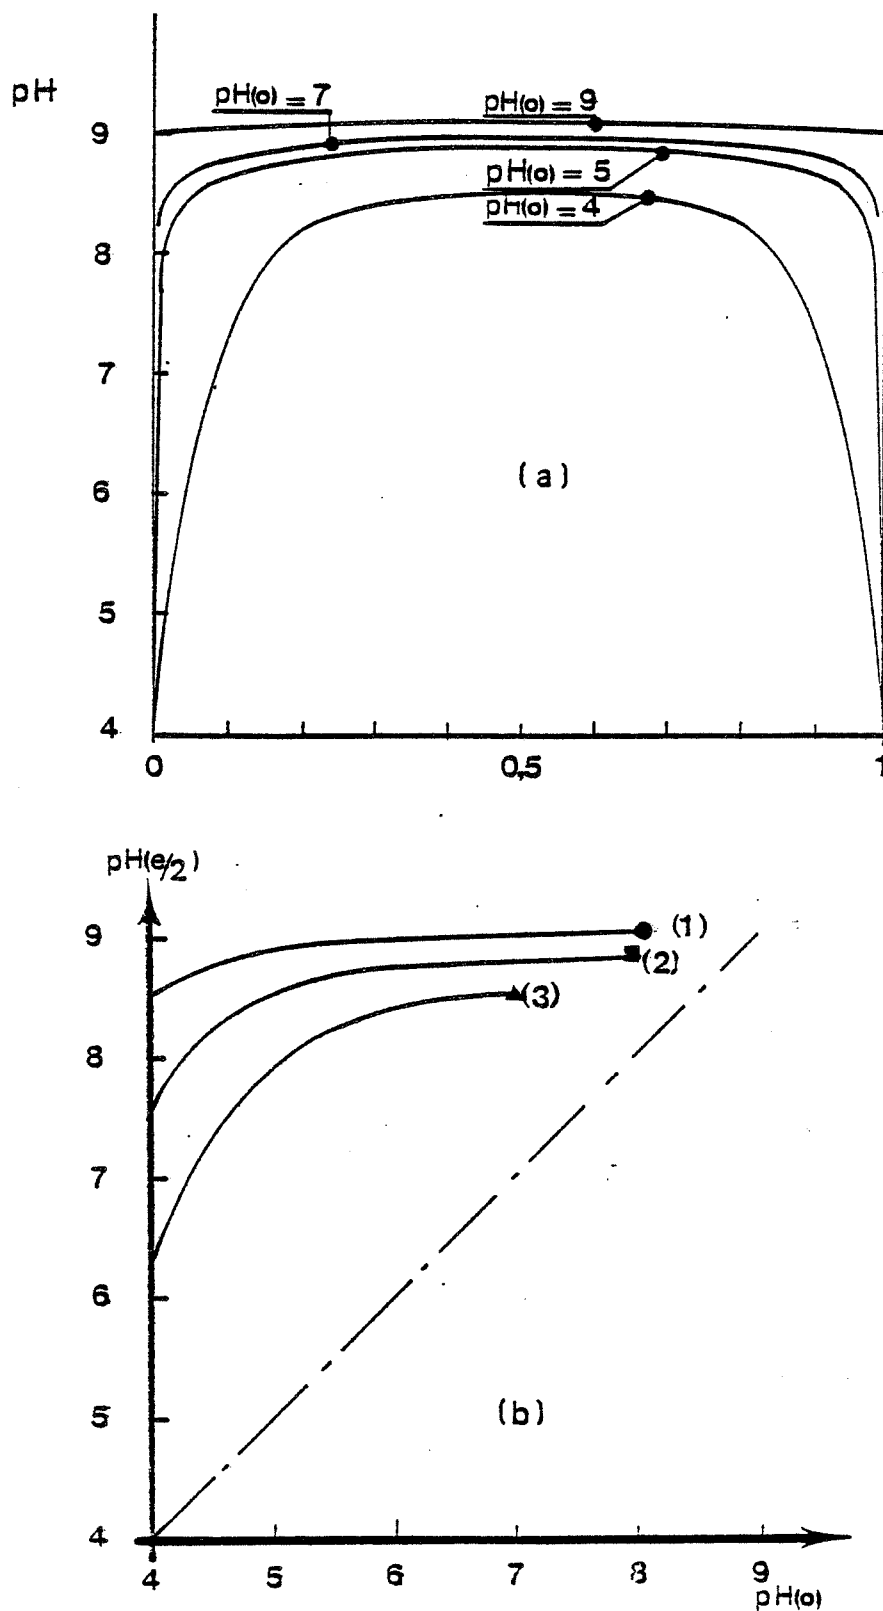 pH
pH(o) = 7
pH(o) = 9
9
pH(o) = 5
pH(o) = 4
8
7
(a)
6
5
4
0 0,5 1
pH(e/2)
9
(1)
(2)
(3)
8
7
6
5
(b)
4
4 5 6 7 8 9
pH(o)